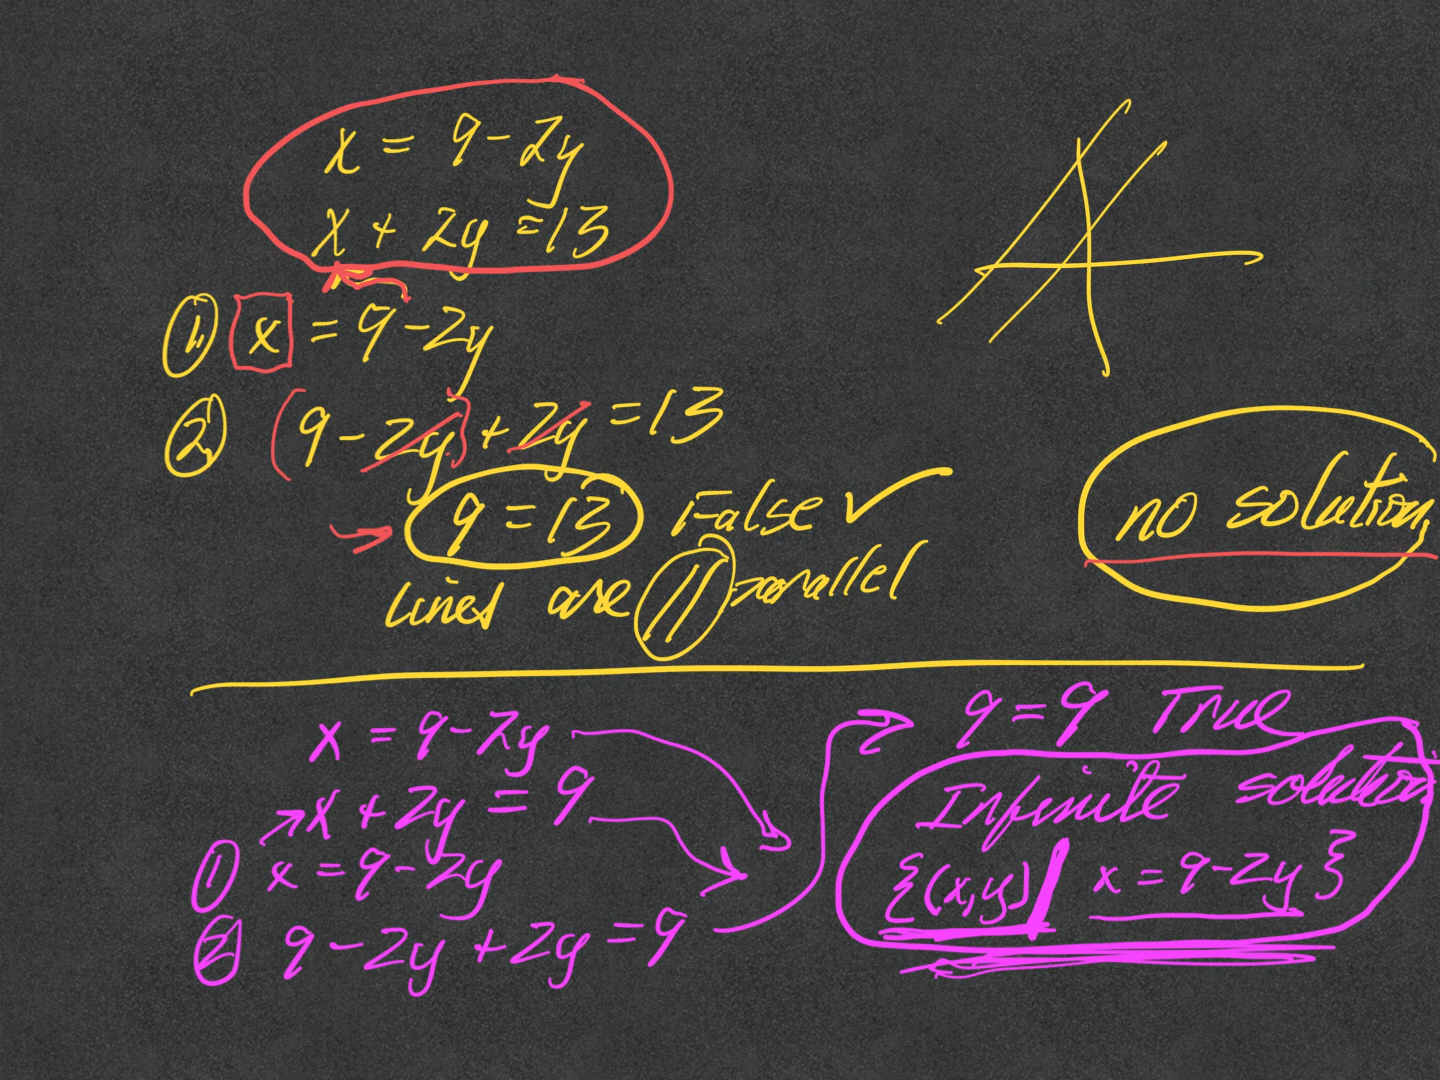 x = 9 - 2y
x + 2y = 13
① x = 9 - 2y
② (9 - 2y) + 2y = 13
9 = 13 False ✓
no solution
lines are // parallel
x = 9 - 2y
x + 2y = 9
① x = 9 - 2y
② 9 - 2y + 2y = 9
9 = 9 True
Infinite solution
{(x,y) | x = 9 - 2y}